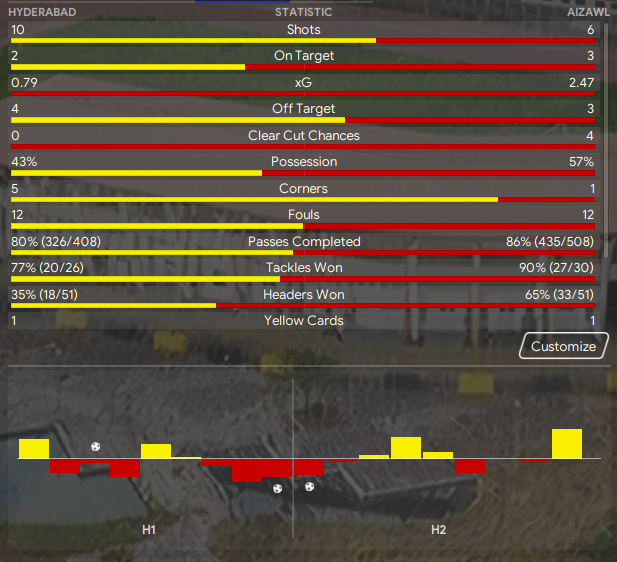 HYDERABAD STATISTIC AIZAWL
10 Shots 6
2 On Target 3
0.79 xG 2.47
4 Off Target 3
0 Clear Cut Chances 4
43% Possession 57%
5 Corners 1
12 Fouls 12
80% (326/408) Passes Completed 86% (435/508)
77% (20/26) Tackles Won 90% (27/30)
35% (18/51) Headers Won 65% (33/51)
1 Yellow Cards 1
Customize
H1 H2